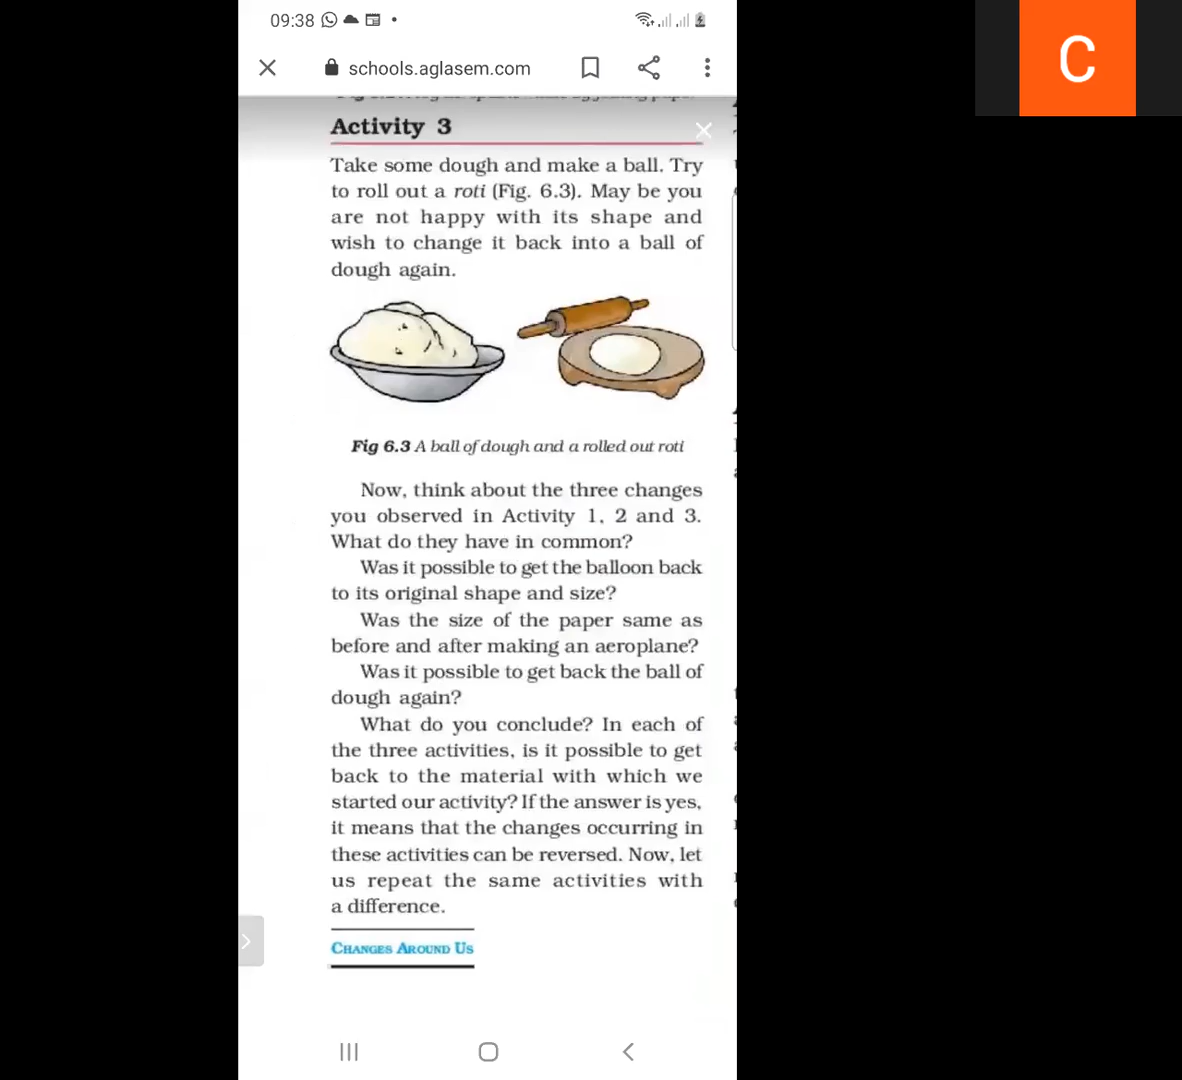 09:38
schools.aglasem.com
C
Activity 3
Take some dough and make a ball. Try
to roll out a roti (Fig. 6.3). May be you
are not happy with its shape and
wish to change it back into a ball of
dough again.
Fig 6.3 A ball of dough and a rolled out roti
Now, think about the three changes
you observed in Activity 1, 2 and 3.
What do they have in common?
Was it possible to get the balloon back
to its original shape and size?
Was the size of the paper same as
before and after making an aeroplane?
Was it possible to get back the ball of
dough again?
What do you conclude? In each of
the three activities, is it possible to get
back to the material with which we
started our activity? If the answer is yes,
it means that the changes occurring in
these activities can be reversed. Now, let
us repeat the same activities with
a difference.
CHANGES AROUND US